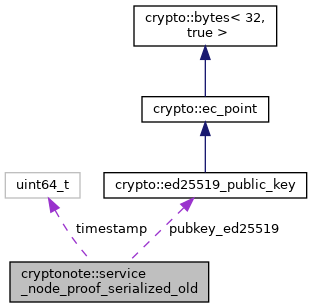 crypto::bytes< 32,
true >
crypto::ec_point
uint64_t
crypto::ed25519_public_key
timestamp
pubkey_ed25519
cryptonote::service
_node_proof_serialized_old